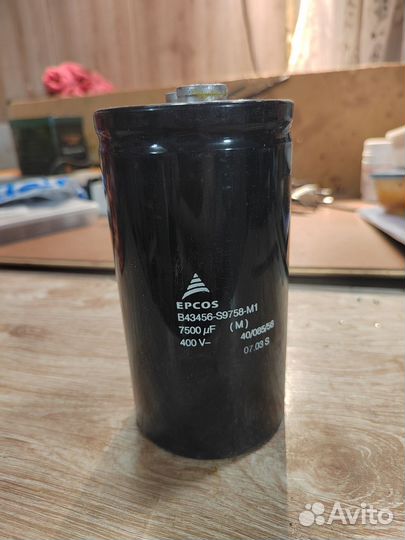 EPCOS
B43456-S9758-M1
7500 µF (M) 40/085/56
400 V– 07.03 S
Avito